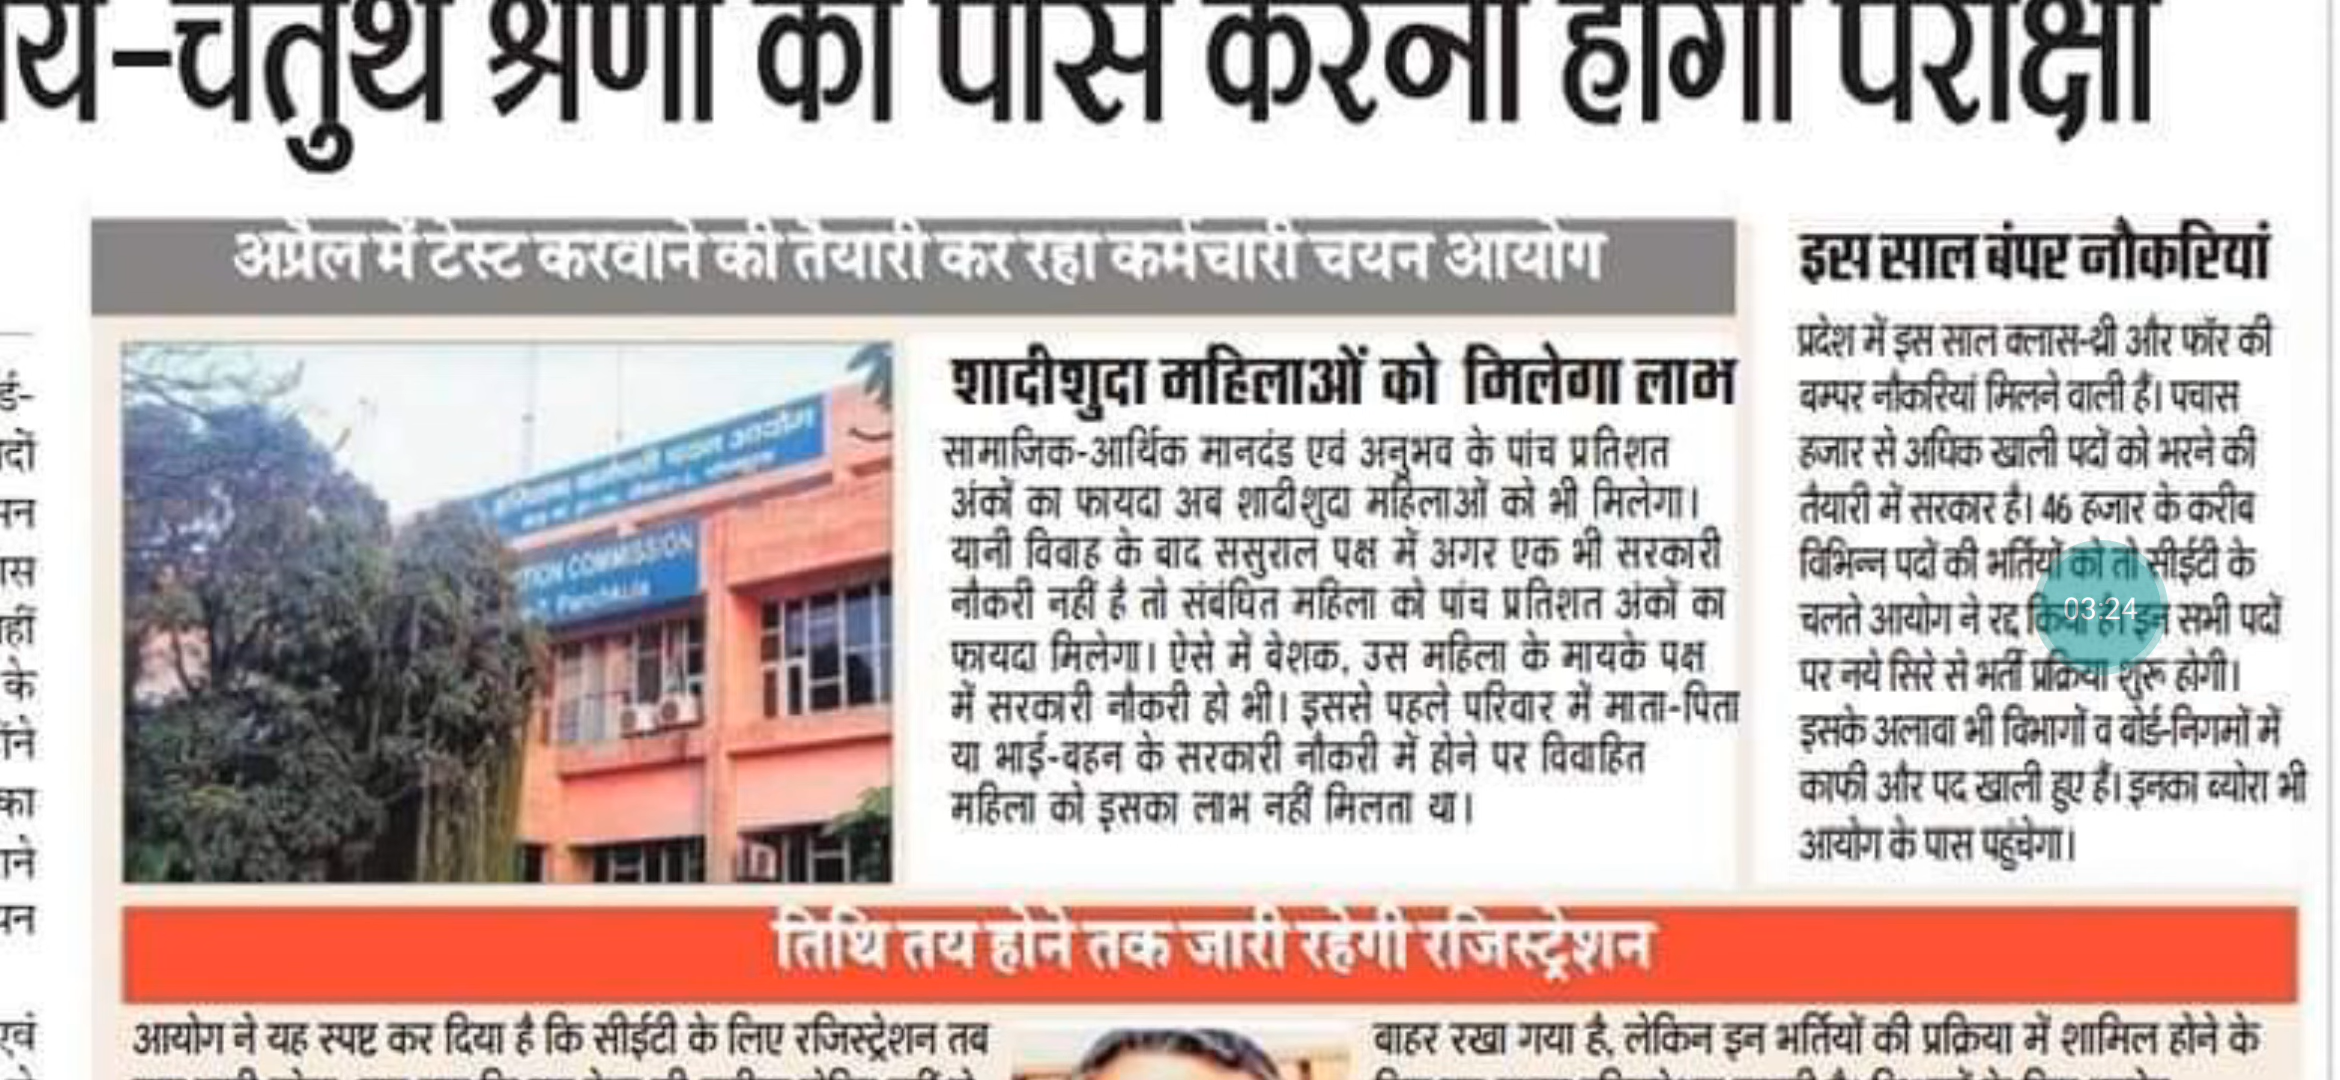 चतुर्थ श्रेणी को पास करनी होगी परीक्षा
अप्रैल में टेस्ट करवाने की तैयारी कर रहा कर्मचारी चयन आयोग
CTION COMMISSION
Panchkula
शादीशुदा महिलाओं को मिलेगा लाभ
सामाजिक-आर्थिक मानदंड एवं अनुभव के पांच प्रतिशत
अंकों का फायदा अब शादीशुदा महिलाओं को भी मिलेगा।
यानी विवाह के बाद ससुराल पक्ष में अगर एक भी सरकारी
नौकरी नहीं है तो संबंधित महिला को पांच प्रतिशत अंकों का
फायदा मिलेगा। ऐसे में बेशक, उस महिला के मायके पक्ष
में सरकारी नौकरी हो भी। इससे पहले परिवार में माता-पिता
या भाई-बहन के सरकारी नौकरी में होने पर विवाहित
महिला को इसका लाभ नहीं मिलता था।
इस साल बंपर नौकरियां
प्रदेश में इस साल क्लास-थ्री और फॉर की
बम्पर नौकरियां मिलने वाली हैं। पचास
हजार से अधिक खाली पदों को भरने की
तैयारी में सरकार है। 46 हजार के करीब
विभिन्न पदों की भर्तियों को तो सीईटी के
चलते आयोग ने रद्द किया है। इन सभी पदों
03:24
पर नये सिरे से भर्ती प्रक्रिया शुरू होगी।
इसके अलावा भी विभागों व बोर्ड-निगमों में
काफी और पद खाली हुए हैं। इनका ब्योरा भी
आयोग के पास पहुंचेगा।
तिथि तय होने तक जारी रहेगी रजिस्ट्रेशन
आयोग ने यह स्पष्ट कर दिया है कि सीईटी के लिए रजिस्ट्रेशन तब
बाहर रखा गया है, लेकिन इन भर्तियों की प्रक्रिया में शामिल होने के